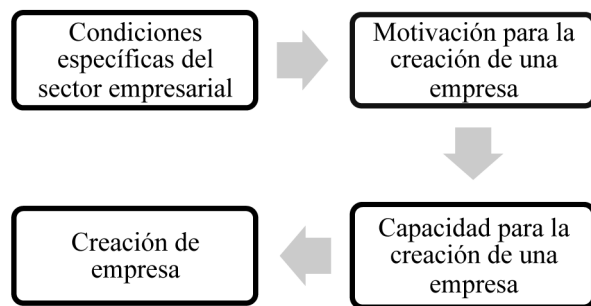 Condiciones
específicas del
sector empresarial
Motivación para la
creación de una
empresa
Capacidad para la
creación de una
empresa
Creación de
empresa